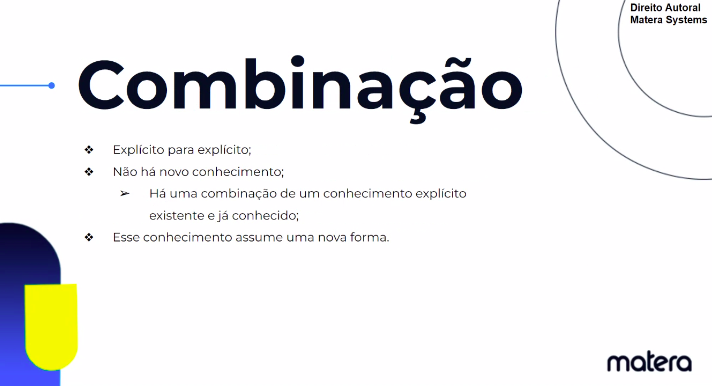 Direito Autoral
Matera Systems
Combinação
❖ Explícito para explícito;
❖ Não há novo conhecimento;
➢ Há uma combinação de um conhecimento explícito
existente e já conhecido;
❖ Esse conhecimento assume uma nova forma.
matera